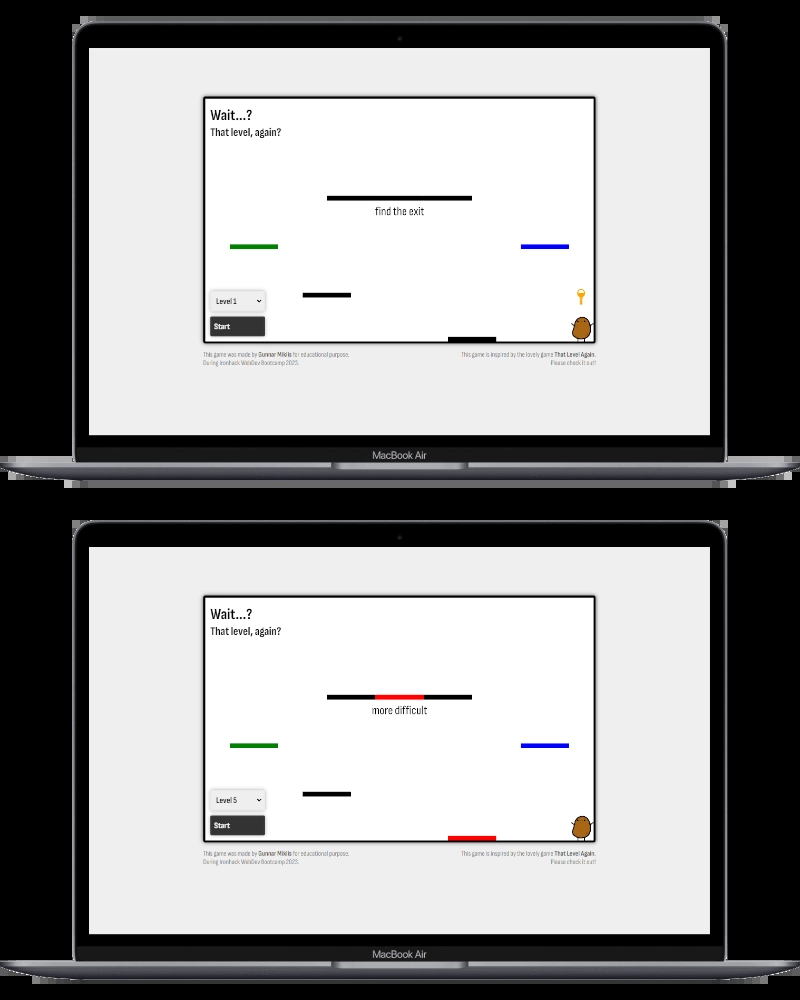 Wait...?
That level, again?
find the exit
Level 1
Start
This game was made by Gunnar Miklis for educational purpose.
During Ironhack WebDev Bootcamp 2023.
This game is inspired by the lovely game That Level Again.
Please check it out!
MacBook Air
Wait...?
That level, again?
more difficult
Level 5
Start
This game was made by Gunnar Miklis for educational purpose.
During Ironhack WebDev Bootcamp 2023.
This game is inspired by the lovely game That Level Again.
Please check it out!
MacBook Air